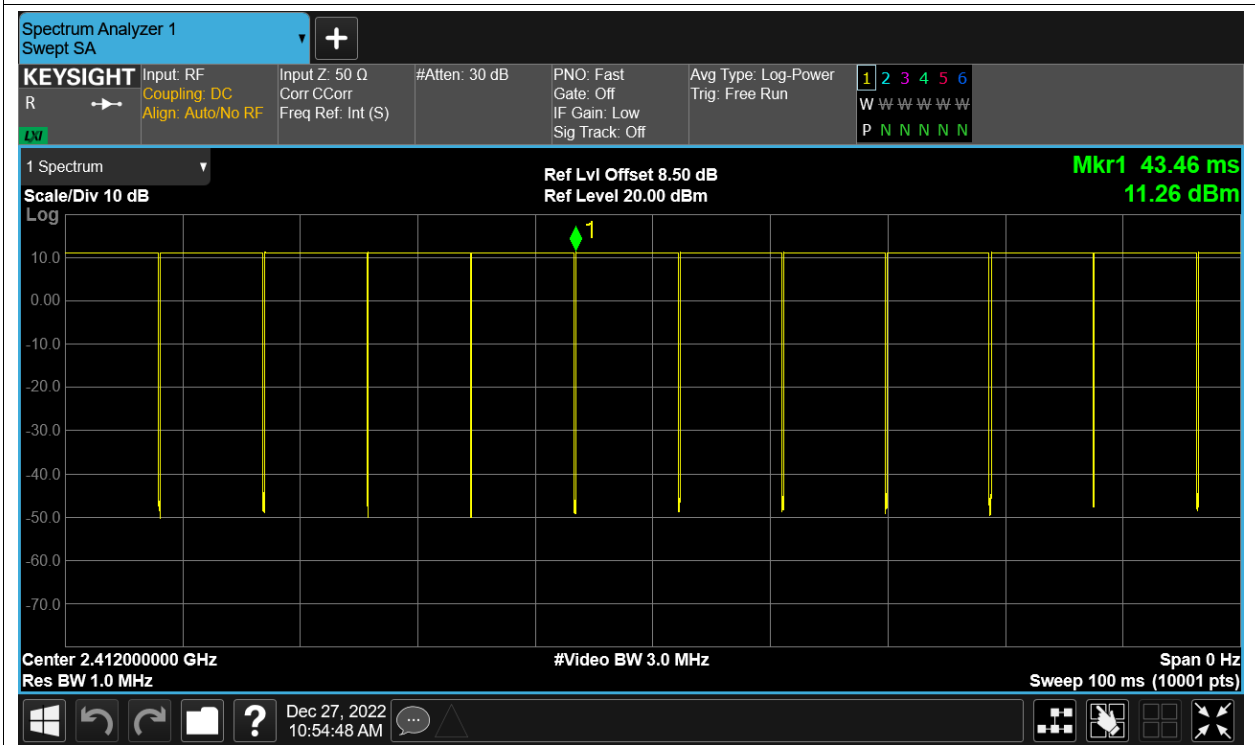 Spectrum Analyzer 1
Swept SA
KEYSIGHT
R
LXI
Input: RF
Coupling: DC
Align: Auto/No RF
Input Z: 50 Ω
Corr CCorr
Freq Ref: Int (S)
#Atten: 30 dB
PNO: Fast
Gate: Off
IF Gain: Low
Sig Track: Off
Avg Type: Log-Power
Trig: Free Run
1 2 3 4 5 6
W W W W W W
P N N N N N
1 Spectrum
Scale/Div 10 dB
Log
Ref Lvl Offset 8.50 dB
Ref Level 20.00 dBm
Mkr1 43.46 ms
11.26 dBm
1
10.0
0.00
-10.0
-20.0
-30.0
-40.0
-50.0
-60.0
-70.0
Center 2.412000000 GHz
Res BW 1.0 MHz
#Video BW 3.0 MHz
Span 0 Hz
Sweep 100 ms (10001 pts)
?
Dec 27, 2022
10:54:48 AM